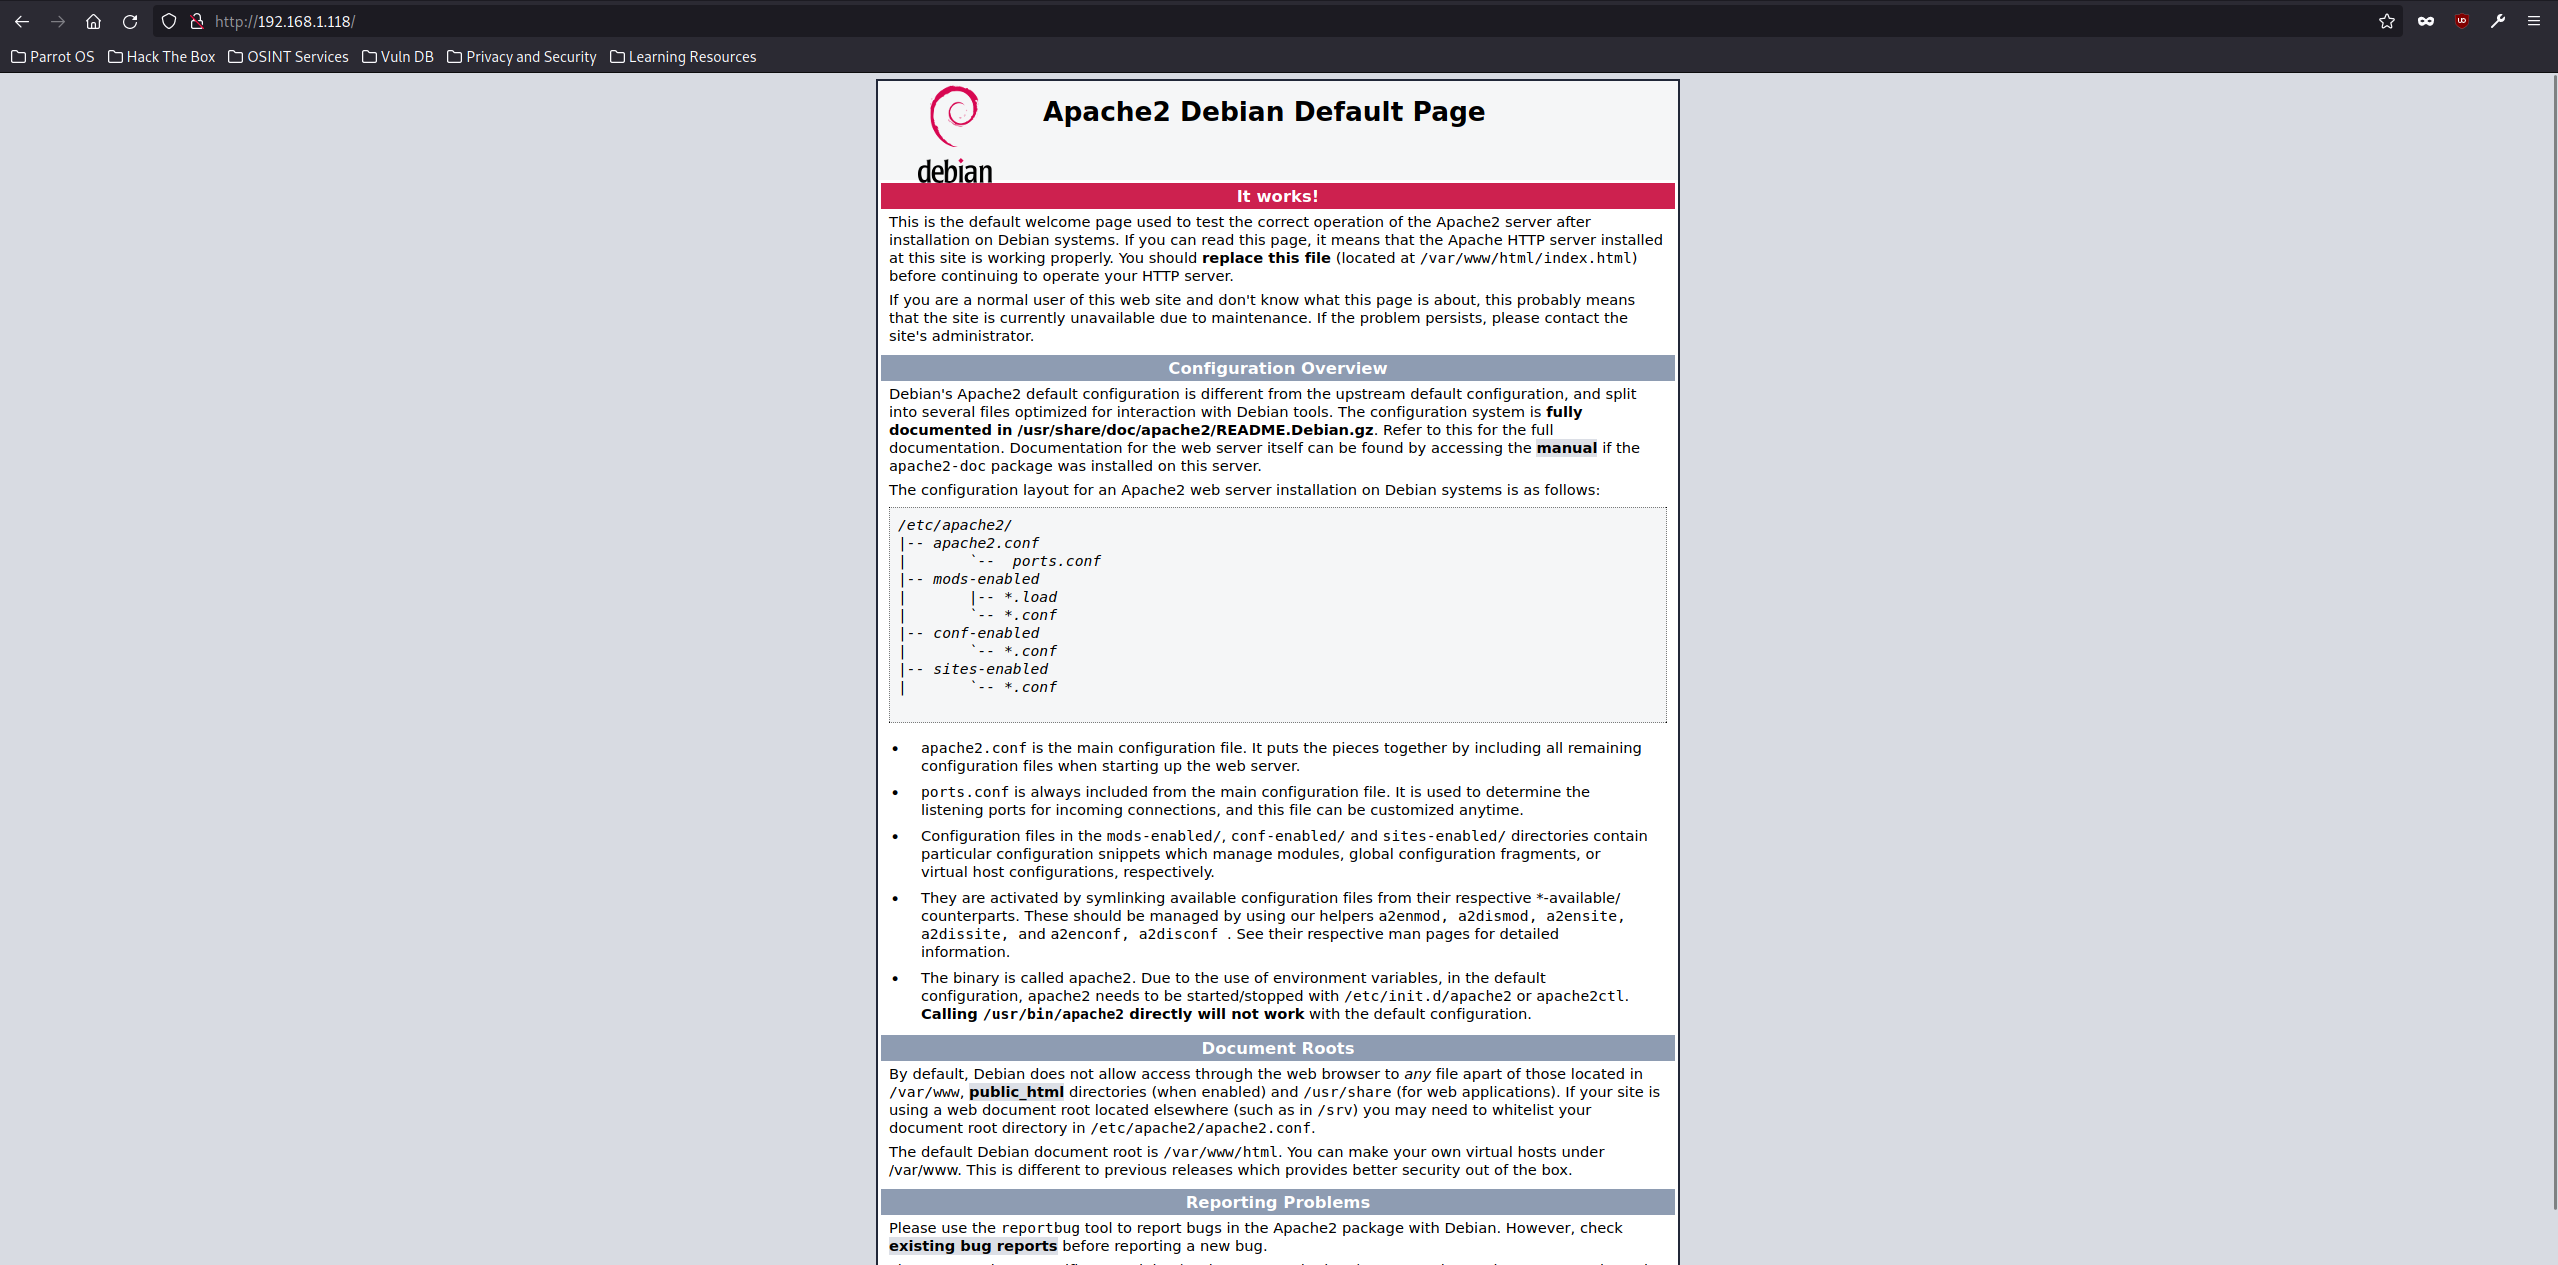 http://192.168.1.118/
Parrot OS Hack The Box OSINT Services Vuln DB Privacy and Security Learning Resources
debian
Apache2 Debian Default Page
It works!
This is the default welcome page used to test the correct operation of the Apache2 server after
installation on Debian systems. If you can read this page, it means that the Apache HTTP server installed
at this site is working properly. You should replace this file (located at /var/www/html/index.html)
before continuing to operate your HTTP server.
If you are a normal user of this web site and don't know what this page is about, this probably means
that the site is currently unavailable due to maintenance. If the problem persists, please contact the
site's administrator.
Configuration Overview
Debian's Apache2 default configuration is different from the upstream default configuration, and split
into several files optimized for interaction with Debian tools. The configuration system is fully
documented in /usr/share/doc/apache2/README.Debian.gz. Refer to this for the full
documentation. Documentation for the web server itself can be found by accessing the manual if the
apache2-doc package was installed on this server.
The configuration layout for an Apache2 web server installation on Debian systems is as follows:
/etc/apache2/
|-- apache2.conf
|       `--  ports.conf
|-- mods-enabled
|       |-- *.load
|       `-- *.conf
|-- conf-enabled
|       `-- *.conf
|-- sites-enabled
|       `-- *.conf
• apache2.conf is the main configuration file. It puts the pieces together by including all remaining
configuration files when starting up the web server.
• ports.conf is always included from the main configuration file. It is used to determine the
listening ports for incoming connections, and this file can be customized anytime.
• Configuration files in the mods-enabled/, conf-enabled/ and sites-enabled/ directories contain
particular configuration snippets which manage modules, global configuration fragments, or
virtual host configurations, respectively.
• They are activated by symlinking available configuration files from their respective *-available/
counterparts. These should be managed by using our helpers a2enmod, a2dismod, a2ensite,
a2dissite, and a2enconf, a2disconf . See their respective man pages for detailed
information.
• The binary is called apache2. Due to the use of environment variables, in the default
configuration, apache2 needs to be started/stopped with /etc/init.d/apache2 or apache2ctl.
Calling /usr/bin/apache2 directly will not work with the default configuration.
Document Roots
By default, Debian does not allow access through the web browser to any file apart of those located in
/var/www, public_html directories (when enabled) and /usr/share (for web applications). If your site is
using a web document root located elsewhere (such as in /srv) you may need to whitelist your
document root directory in /etc/apache2/apache2.conf.
The default Debian document root is /var/www/html. You can make your own virtual hosts under
/var/www. This is different to previous releases which provides better security out of the box.
Reporting Problems
Please use the reportbug tool to report bugs in the Apache2 package with Debian. However, check
existing bug reports before reporting a new bug.